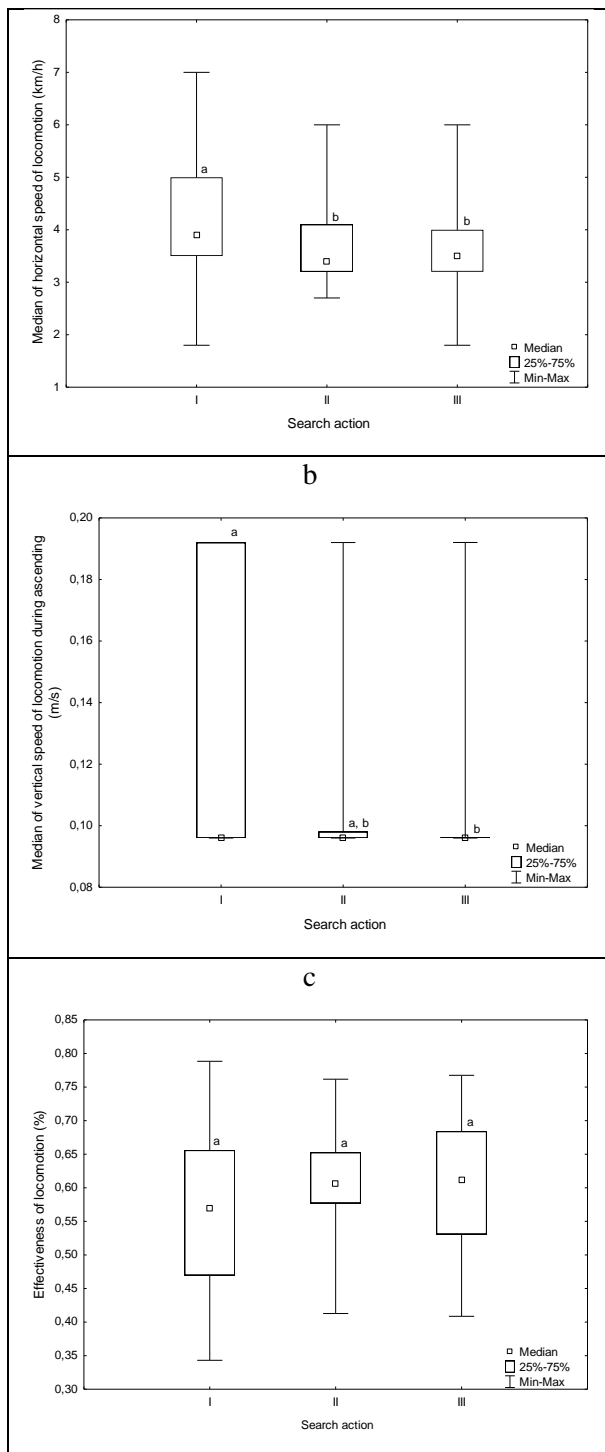 8
7
6
5
4
3
2
1
Median of horizontal speed of locomotion (km/h)
a
b
b
Median
25%-75%
Min-Max
I
II
III
Search action
b
0,20
0,18
0,16
0,14
0,12
0,10
0,08
Median of vertical speed of locomotion during ascending
(m/s)
a
a, b
b
Median
25%-75%
Min-Max
I
II
III
Search action
c
0,85
0,80
0,75
0,70
0,65
0,60
0,55
0,50
0,45
0,40
0,35
0,30
Effectiveness of locomotion (%)
a
a
a
Median
25%-75%
Min-Max
I
II
III
Search action